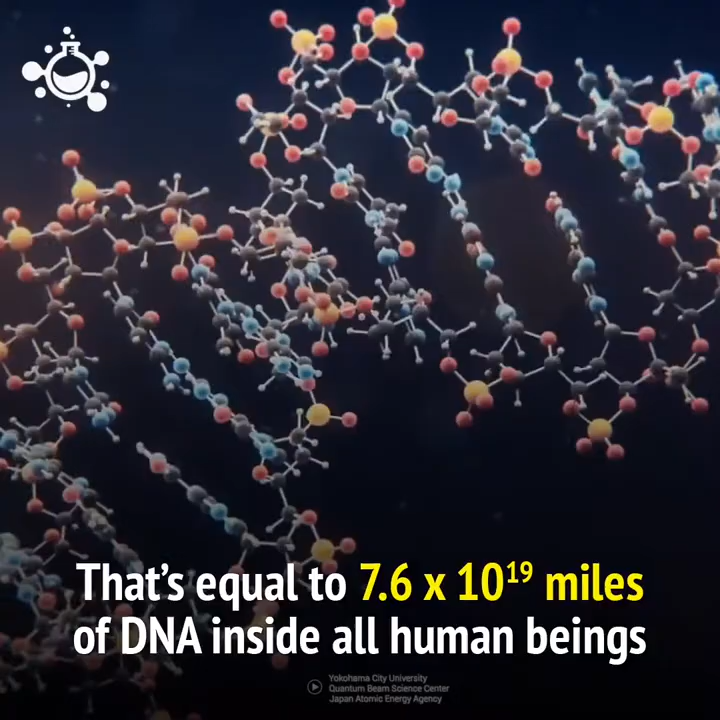 That's equal to 7.6 x 10¹⁹ miles
of DNA inside all human beings
Yokohama City University
Quantum Beam Science Center
Japan Atomic Energy Agency